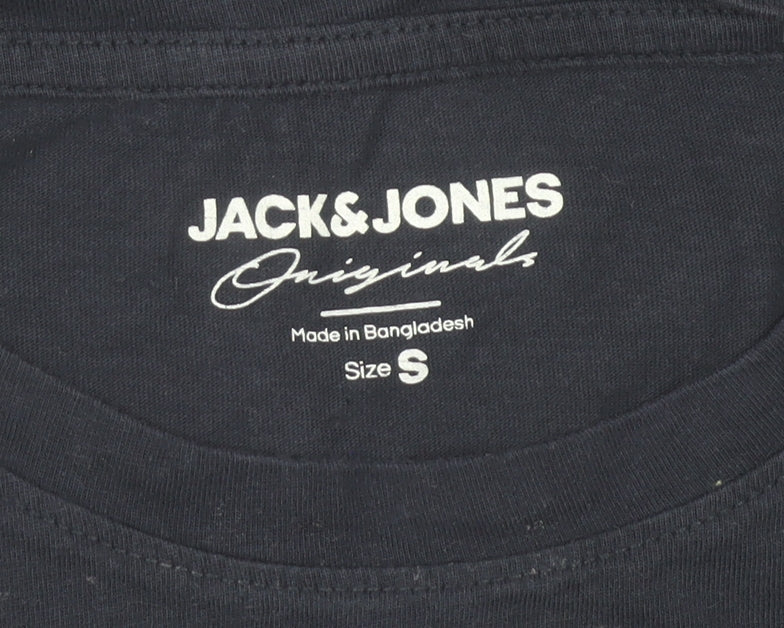 JACK&JONES
Originals
Made in Bangladesh
Size S